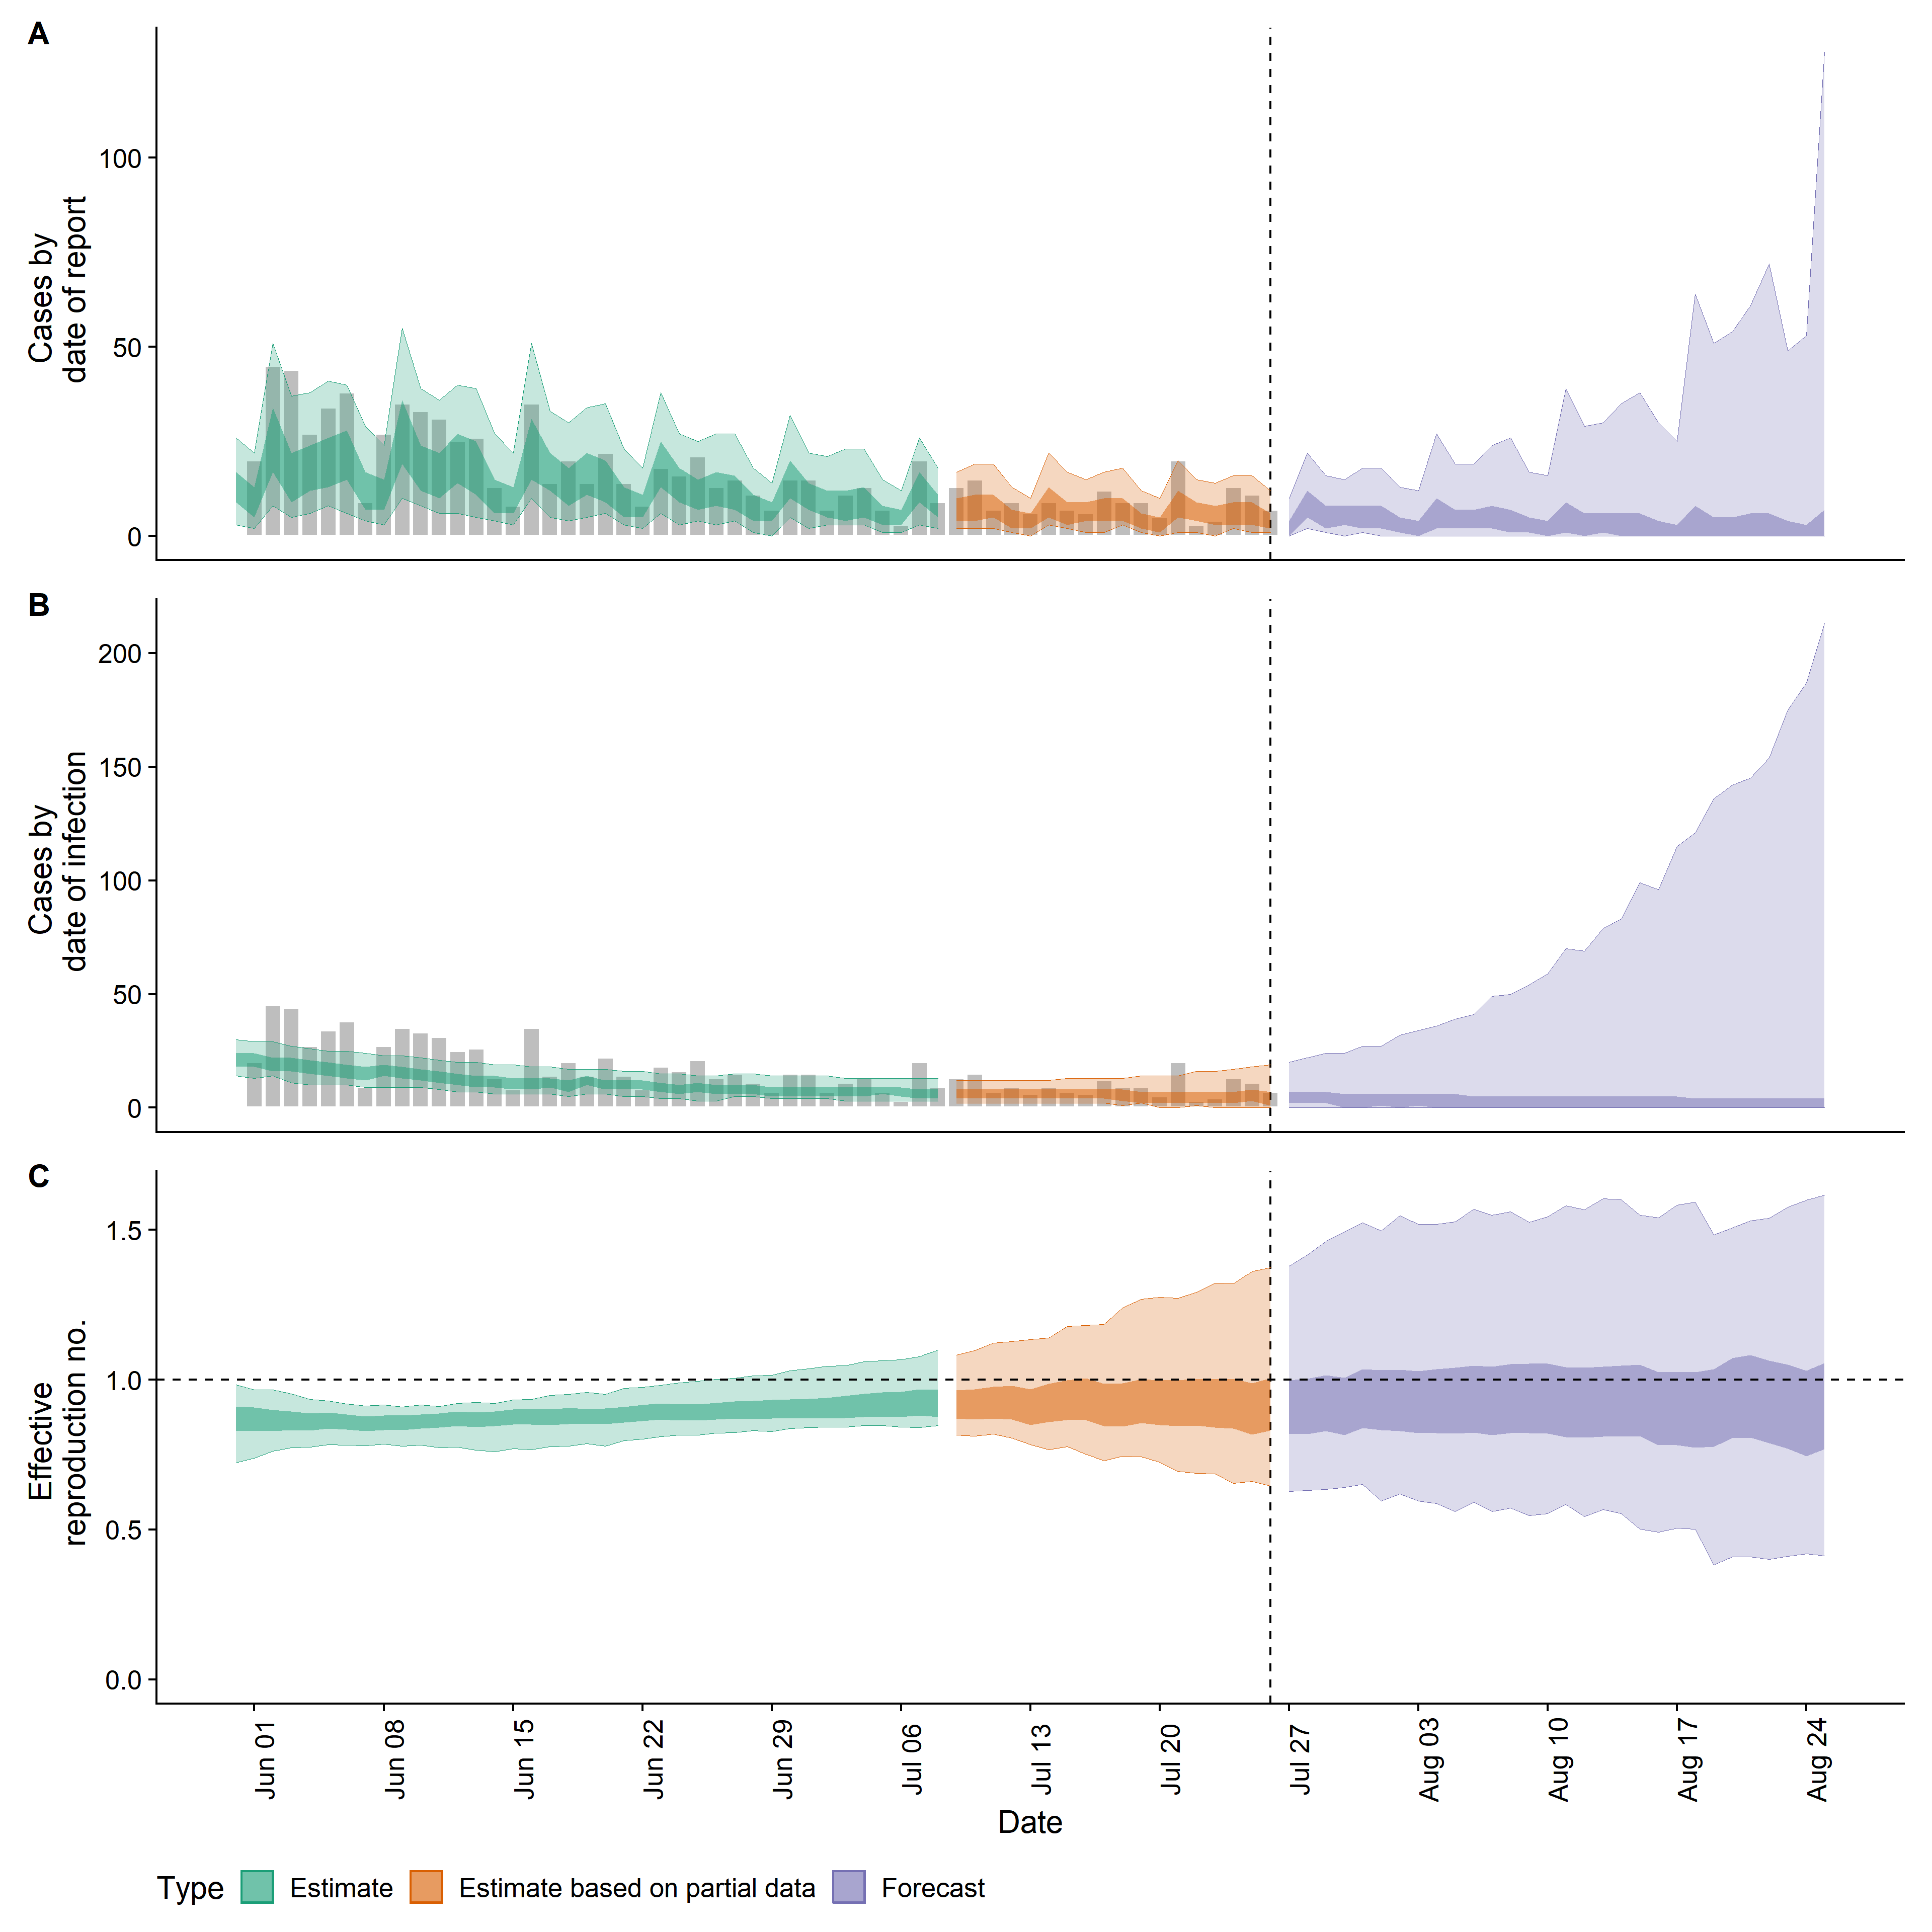 A
100
50
0
Cases by
date of report
B
200
150
100
50
0
Cases by
date of infection
C
1.5
1.0
0.5
0.0
Effective
reproduction no.
Jun 01
Jun 08
Jun 15
Jun 22
Jun 29
Jul 06
Jul 13
Jul 20
Jul 27
Aug 03
Aug 10
Aug 17
Aug 24
Date
Type Estimate Estimate based on partial data Forecast